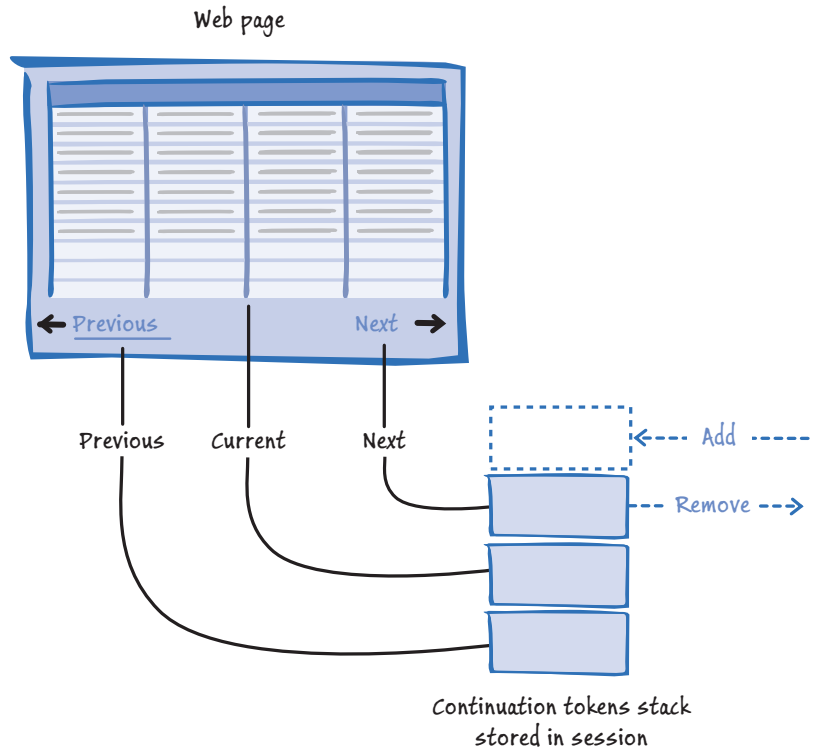 Web page
Previous
Next
Previous
Current
Next
Add
Remove
Continuation tokens stack
stored in session